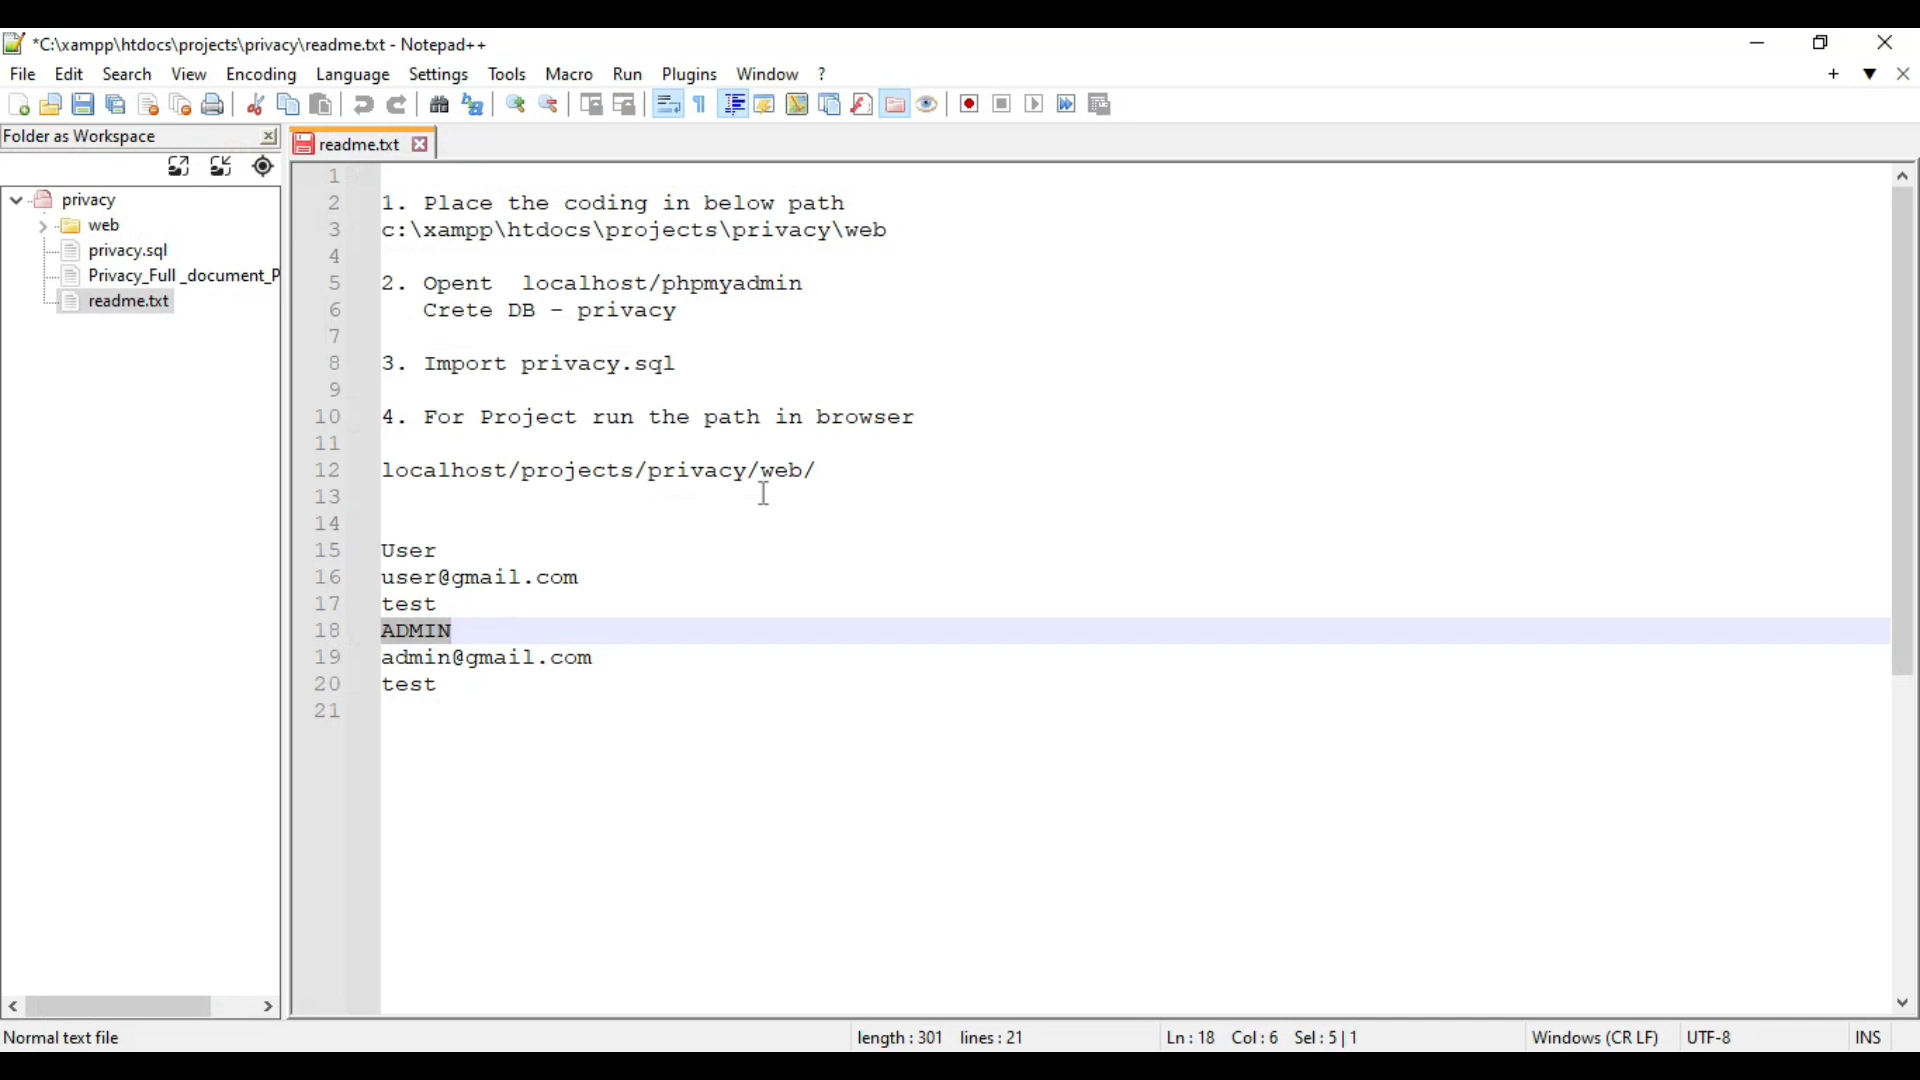 *C:\xampp\htdocs\projects\privacy\readme.txt - Notepad++
File Edit Search View Encoding Language Settings Tools Macro Run Plugins Window ?
Folder as Workspace
readme.txt
privacy
web
privacy.sql
Privacy_Full _document_P
readme.txt
1
2 1. Place the coding in below path
3 c:\xampp\htdocs\projects\privacy\web
4
5 2. Opent  localhost/phpmyadmin
6 Crete DB - privacy
7
8 3. Import privacy.sql
9
10 4. For Project run the path in browser
11
12 localhost/projects/privacy/web/
13
14
15 User
16 user@gmail.com
17 test
18 ADMIN
19 admin@gmail.com
20 test
21
Normal text file length : 301 lines : 21 Ln : 18 Col : 6 Sel : 5 | 1 Windows (CR LF) UTF-8 INS